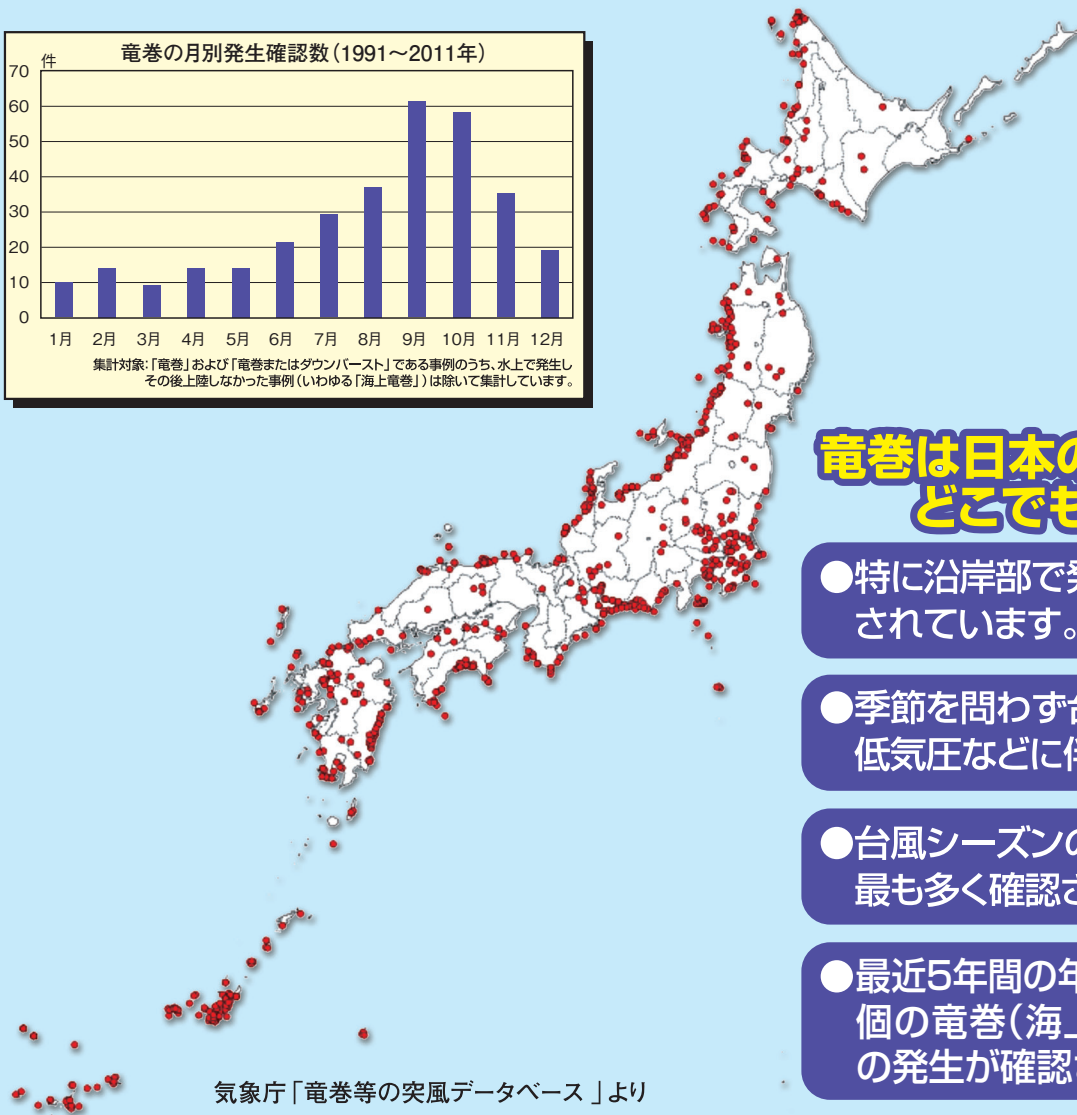 竜巻の月別発生確認数(1991〜2011年)
件
70
60
50
40
30
20
10
0
1月 2月 3月 4月 5月 6月 7月 8月 9月 10月 11月 12月
集計対象:「竜巻」および「竜巻またはダウンバースト」である事例のうち、水上で発生し
その後上陸しなかった事例(いわゆる「海上竜巻」)は除いて集計しています。
竜巻は日本の
どこでも
●特に沿岸部で発
されています。
●季節を問わず台
低気圧などに伴
●台風シーズンの
最も多く確認さ
●最近5年間の年
個の竜巻(海上
の発生が確認さ
気象庁「竜巻等の突風データベース」より